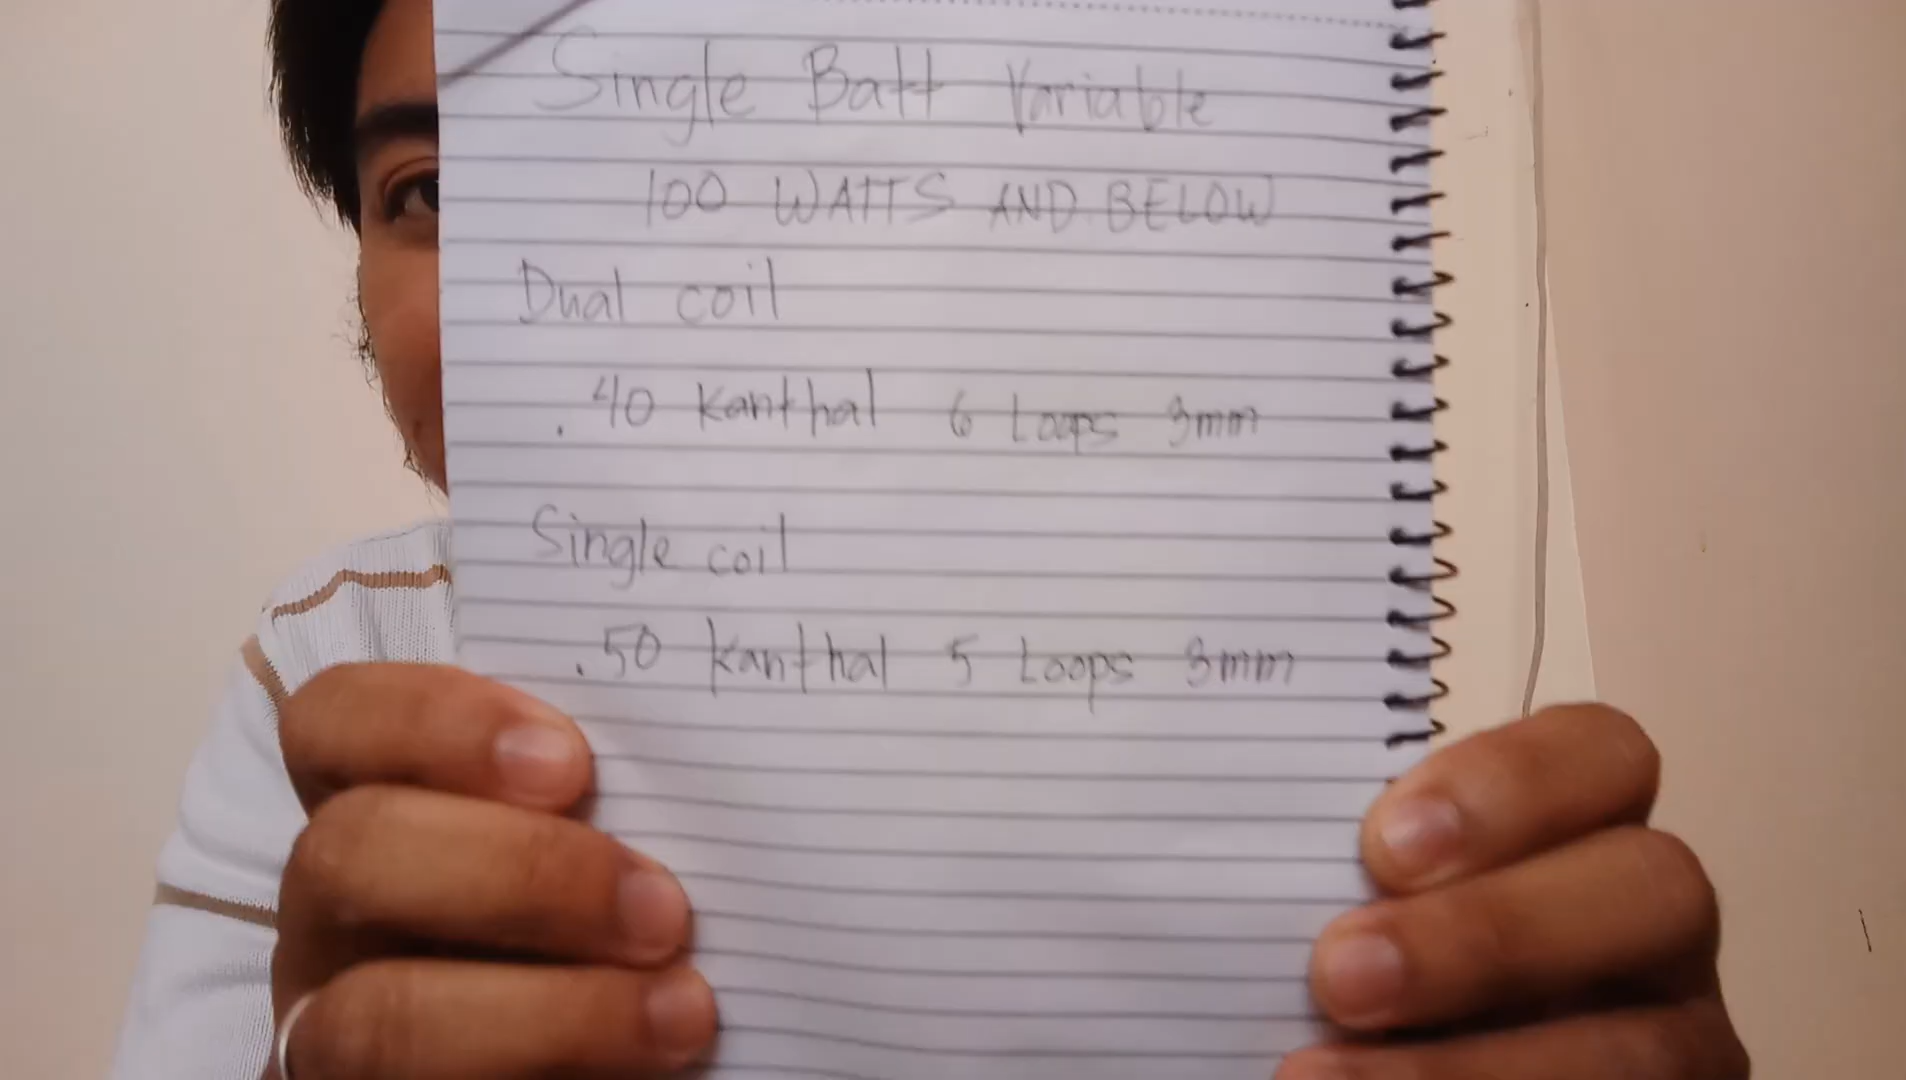 Single Batt Variable
100 WATTS AND BELOW
Dual coil
.40 Kanthal 6 Loops 3mm
Single coil
.50 Kanthal 5 Loops 3mm